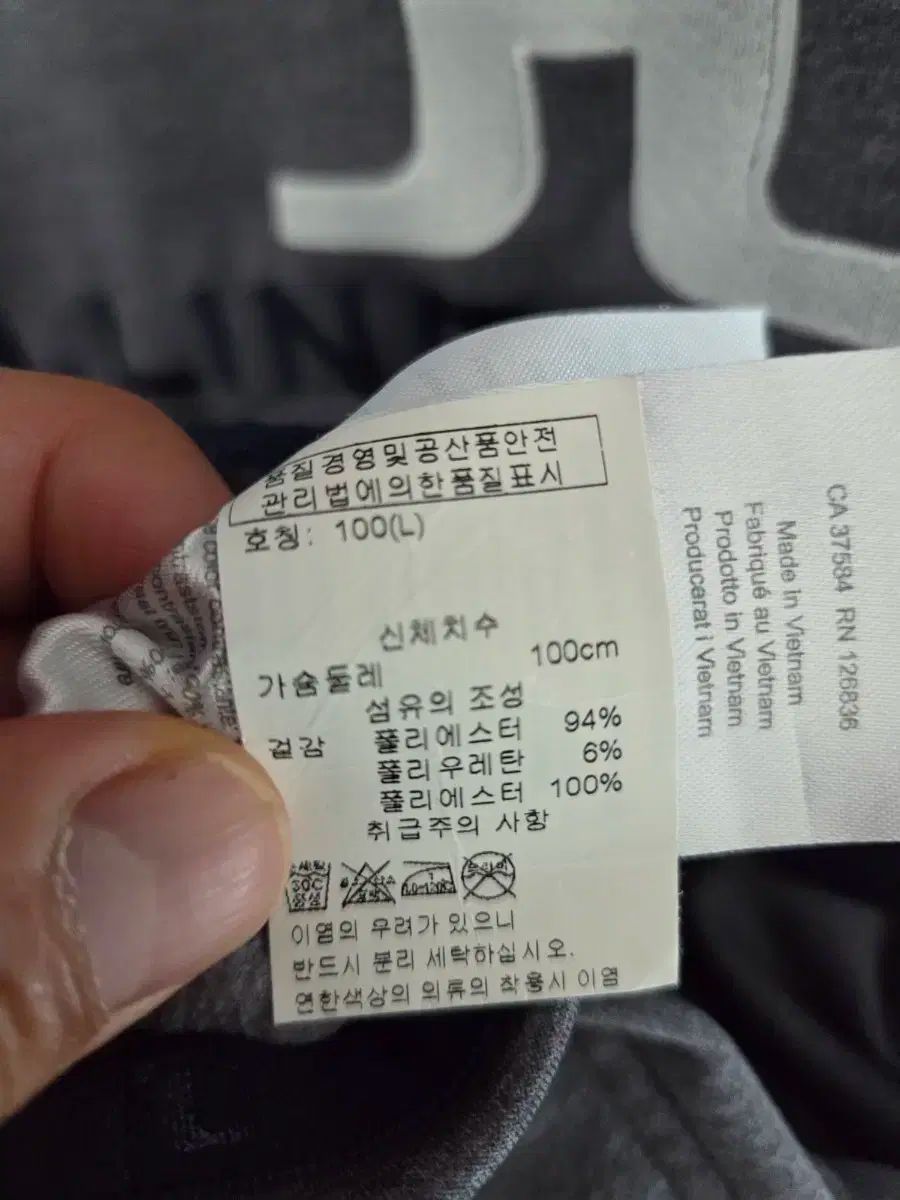 LIN
품질경영및공산품안전
관리법에의한품질표시
호칭: 100(L)
신체치수
가슴둘레 100cm
섬유의 조성
겉감 폴리에스터 94%
폴리우레탄 6%
폴리에스터 100%
취급주의 사항
이염의 우려가 있으니
반드시 분리 세탁하십시오.
연한색상의 의류의 착용시 이염
CA 37584 RN 126836
Made in Vietnam
Fabriqué au Vietnam
Prodotto in Vietnam
Producerat i Vietnam